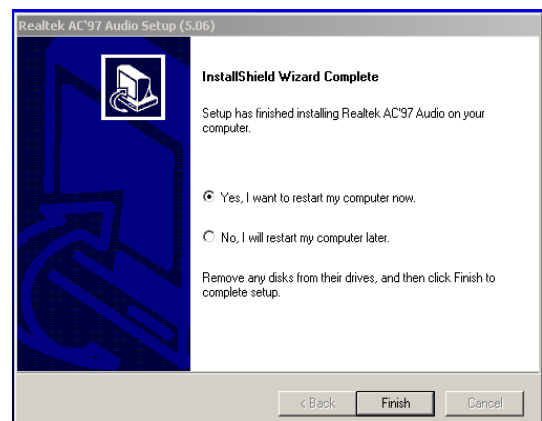 Realtek AC'97 Audio Setup (5.06)
InstallShield Wizard Complete
Setup has finished installing Realtek AC'97 Audio on your
computer.
Yes, I want to restart my computer now.
No, I will restart my computer later.
Remove any disks from their drives, and then click Finish to
complete setup.
< Back Finish Cancel